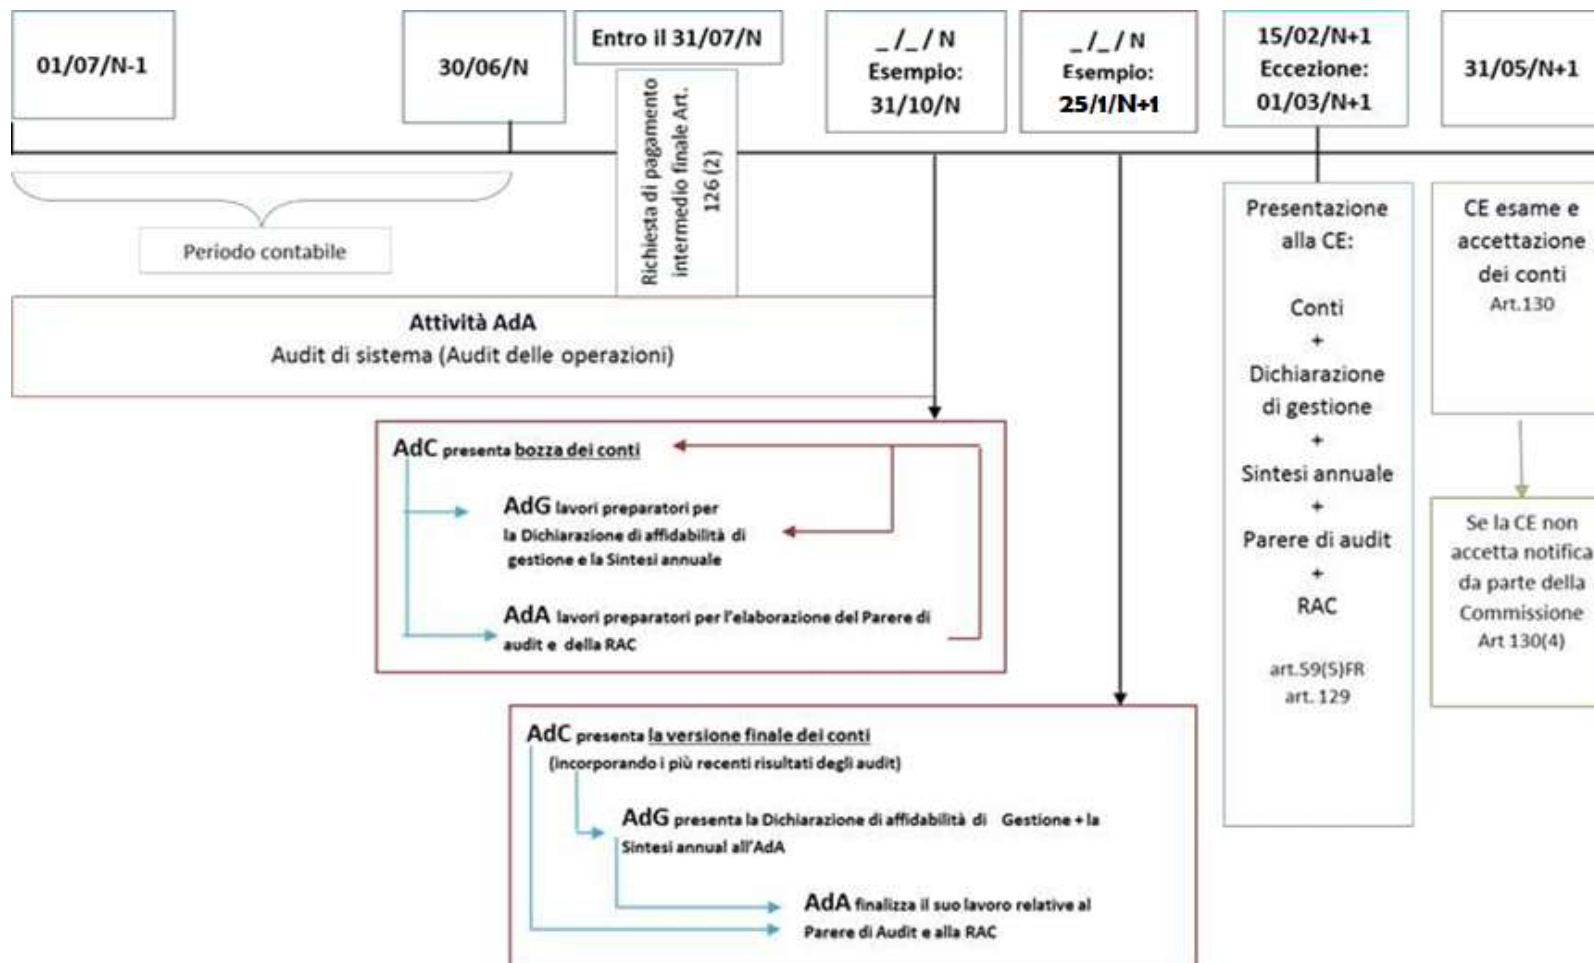 01/07/N-1
30/06/N
Entro il 31/07/N
_ /_ / N
Esempio:
31/10/N
_ /_ / N
Esempio:
25/1/N+1
15/02/N+1
Eccezione:
01/03/N+1
31/05/N+1
Richiesta di pagamento
intermedio finale Art.
126 (2)
Periodo contabile
Attività AdA
Audit di sistema (Audit delle operazioni)
AdC presenta bozza dei conti
AdG lavori preparatori per
la Dichiarazione di affidabilità di
gestione e la Sintesi annuale
AdA lavori preparatori per l'elaborazione del Parere di
audit e della RAC
AdC presenta la versione finale dei conti
(incorporando i più recenti risultati degli audit)
AdG presenta la Dichiarazione di affidabilità di Gestione + la
Sintesi annual all'AdA
AdA finalizza il suo lavoro relative al
Parere di Audit e alla RAC
Presentazione
alla CE:
Conti
+
Dichiarazione
di gestione
+
Sintesi annuale
+
Parere di audit
+
RAC
art.59(5)FR
art. 129
CE esame e
accettazione
dei conti
Art.130
Se la CE non
accetta notifica
da parte della
Commissione
Art 130(4)